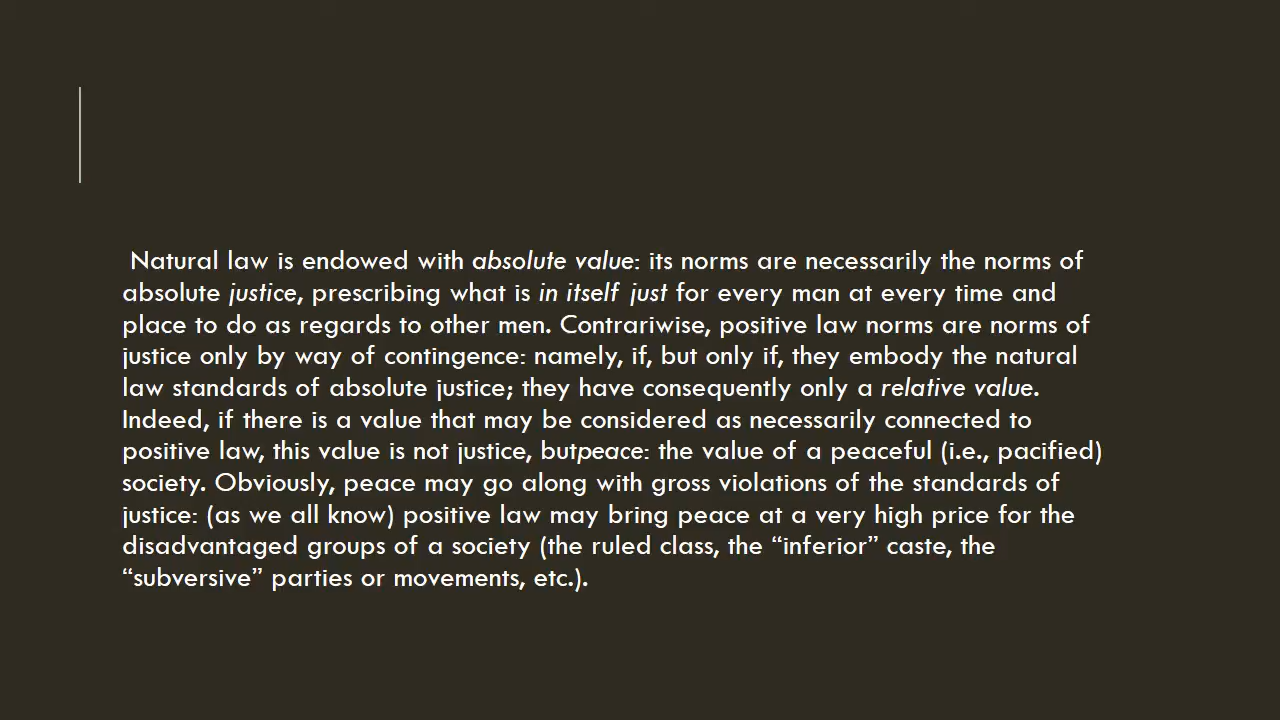 Natural law is endowed with absolute value: its norms are necessarily the norms of
absolute justice, prescribing what is in itself just for every man at every time and
place to do as regards to other men. Contrariwise, positive law norms are norms of
justice only by way of contingence: namely, if, but only if, they embody the natural
law standards of absolute justice; they have consequently only a relative value.
Indeed, if there is a value that may be considered as necessarily connected to
positive law, this value is not justice, butpeace: the value of a peaceful (i.e., pacified)
society. Obviously, peace may go along with gross violations of the standards of
justice: (as we all know) positive law may bring peace at a very high price for the
disadvantaged groups of a society (the ruled class, the “inferior” caste, the
“subversive” parties or movements, etc.).